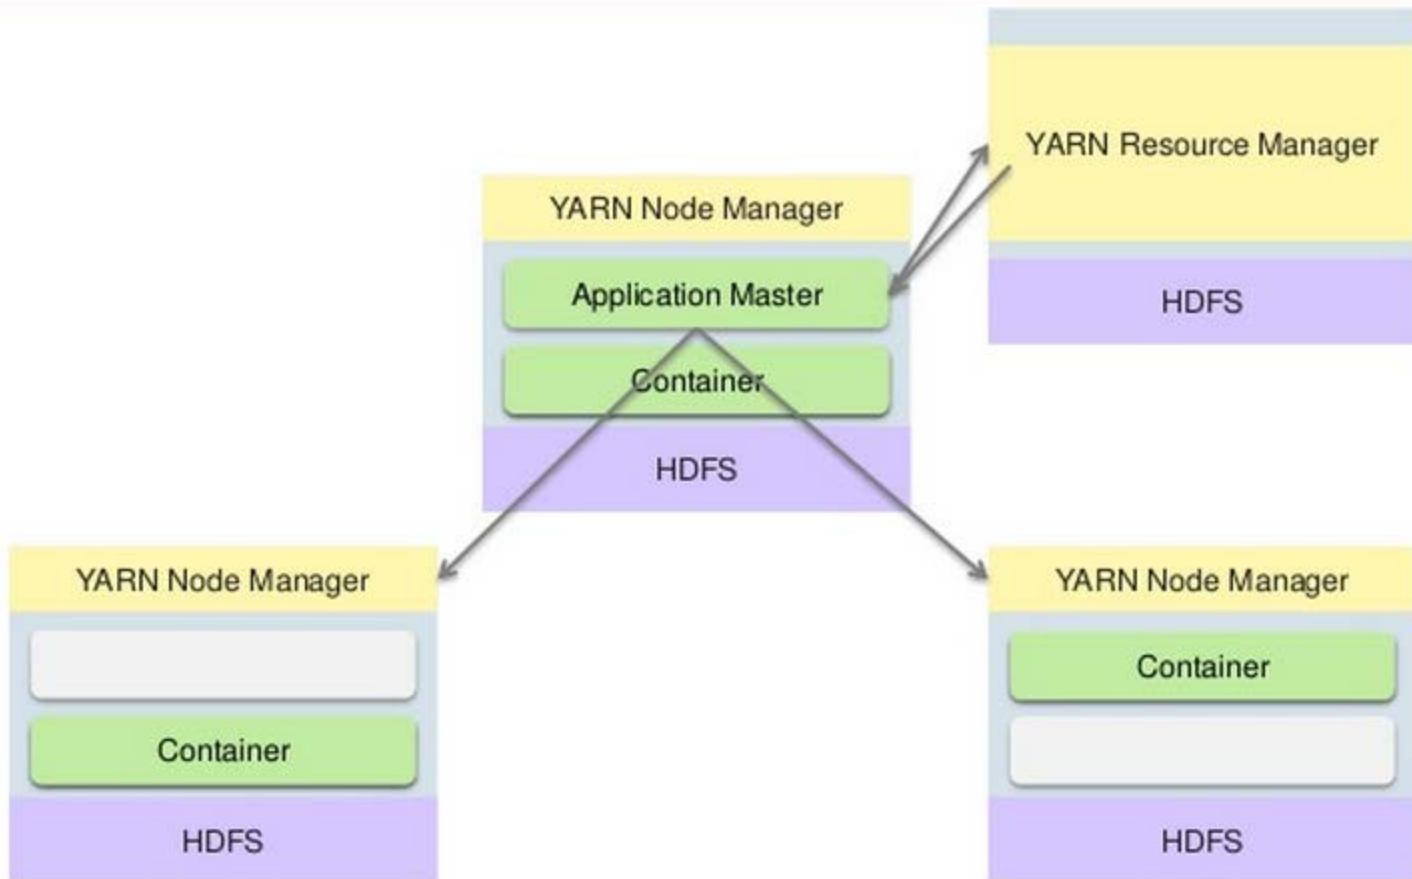 YARN Resource Manager
HDFS
YARN Node Manager
Application Master
Container
HDFS
YARN Node Manager
Container
HDFS
YARN Node Manager
Container
HDFS